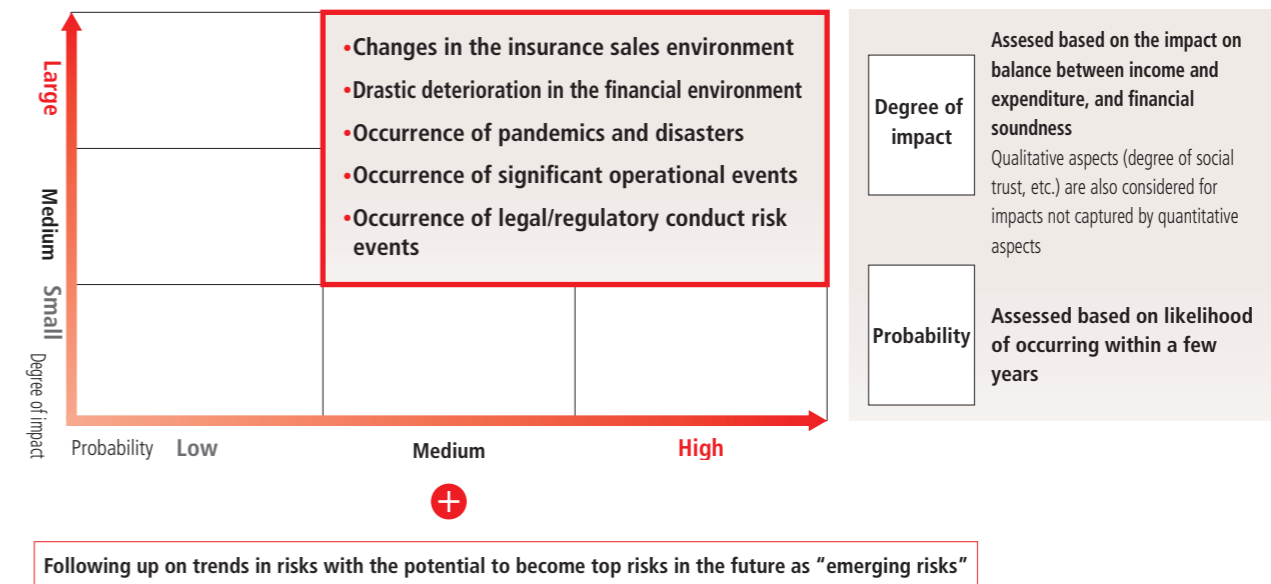 Large
Medium
Small
Degree of impact
•Changes in the insurance sales environment
•Drastic deterioration in the financial environment
•Occurrence of pandemics and disasters
•Occurrence of significant operational events
•Occurrence of legal/regulatory conduct risk
events
Probability
Low
Medium
High
Degree of
impact
Assesed based on the impact on
balance between income and
expenditure, and financial
soundness
Qualitative aspects (degree of social
trust, etc.) are also considered for
impacts not captured by quantitative
aspects
Probability
Assessed based on likelihood
of occurring within a few
years
+
Following up on trends in risks with the potential to become top risks in the future as “emerging risks”